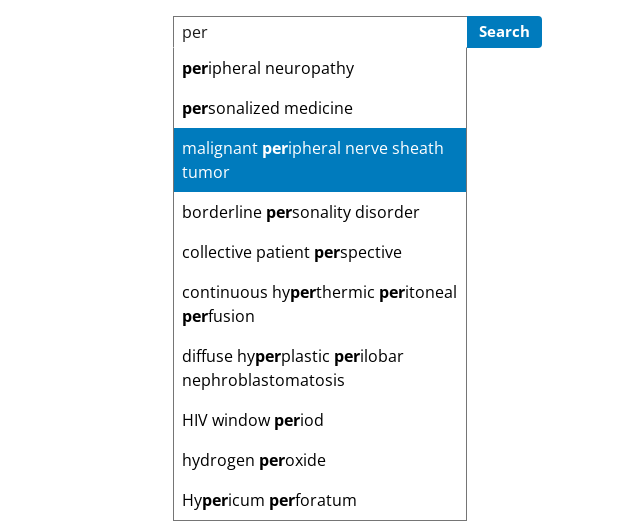 per
Search
peripheral neuropathy
personalized medicine
malignant peripheral nerve sheath
tumor
borderline personality disorder
collective patient perspective
continuous hyperthermic peritoneal
perfusion
diffuse hyperplastic perilobar
nephroblastomatosis
HIV window period
hydrogen peroxide
Hypericum perforatum